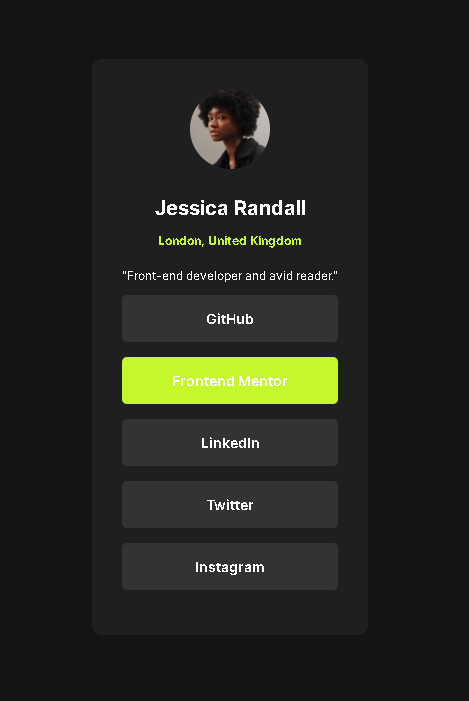 Jessica Randall
London, United Kingdom
"Front-end developer and avid reader."
GitHub
Frontend Mentor
LinkedIn
Twitter
Instagram